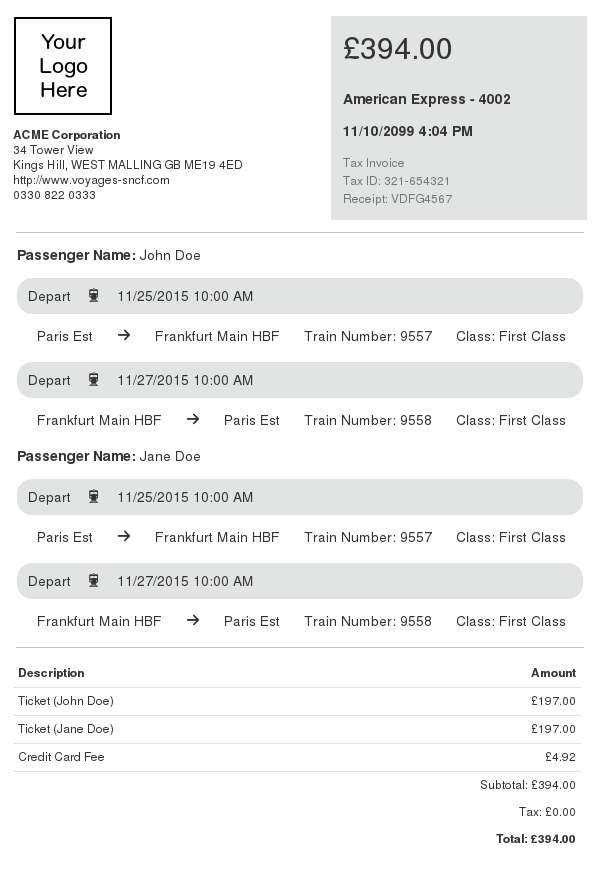 Your
Logo
Here
ACME Corporation
34 Tower View
Kings Hill, WEST MALLING GB ME19 4ED
http://www.voyages-sncf.com
0330 822 0333
£394.00
American Express - 4002
11/10/2099 4:04 PM
Tax Invoice
Tax ID: 321-654321
Receipt: VDFG4567
Passenger Name: John Doe
Depart 11/25/2015 10:00 AM
Paris Est → Frankfurt Main HBF Train Number: 9557 Class: First Class
Depart 11/27/2015 10:00 AM
Frankfurt Main HBF → Paris Est Train Number: 9558 Class: First Class
Passenger Name: Jane Doe
Depart 11/25/2015 10:00 AM
Paris Est → Frankfurt Main HBF Train Number: 9557 Class: First Class
Depart 11/27/2015 10:00 AM
Frankfurt Main HBF → Paris Est Train Number: 9558 Class: First Class
Description Amount
Ticket (John Doe) £197.00
Ticket (Jane Doe) £197.00
Credit Card Fee £4.92
Subtotal: £394.00
Tax: £0.00
Total: £394.00